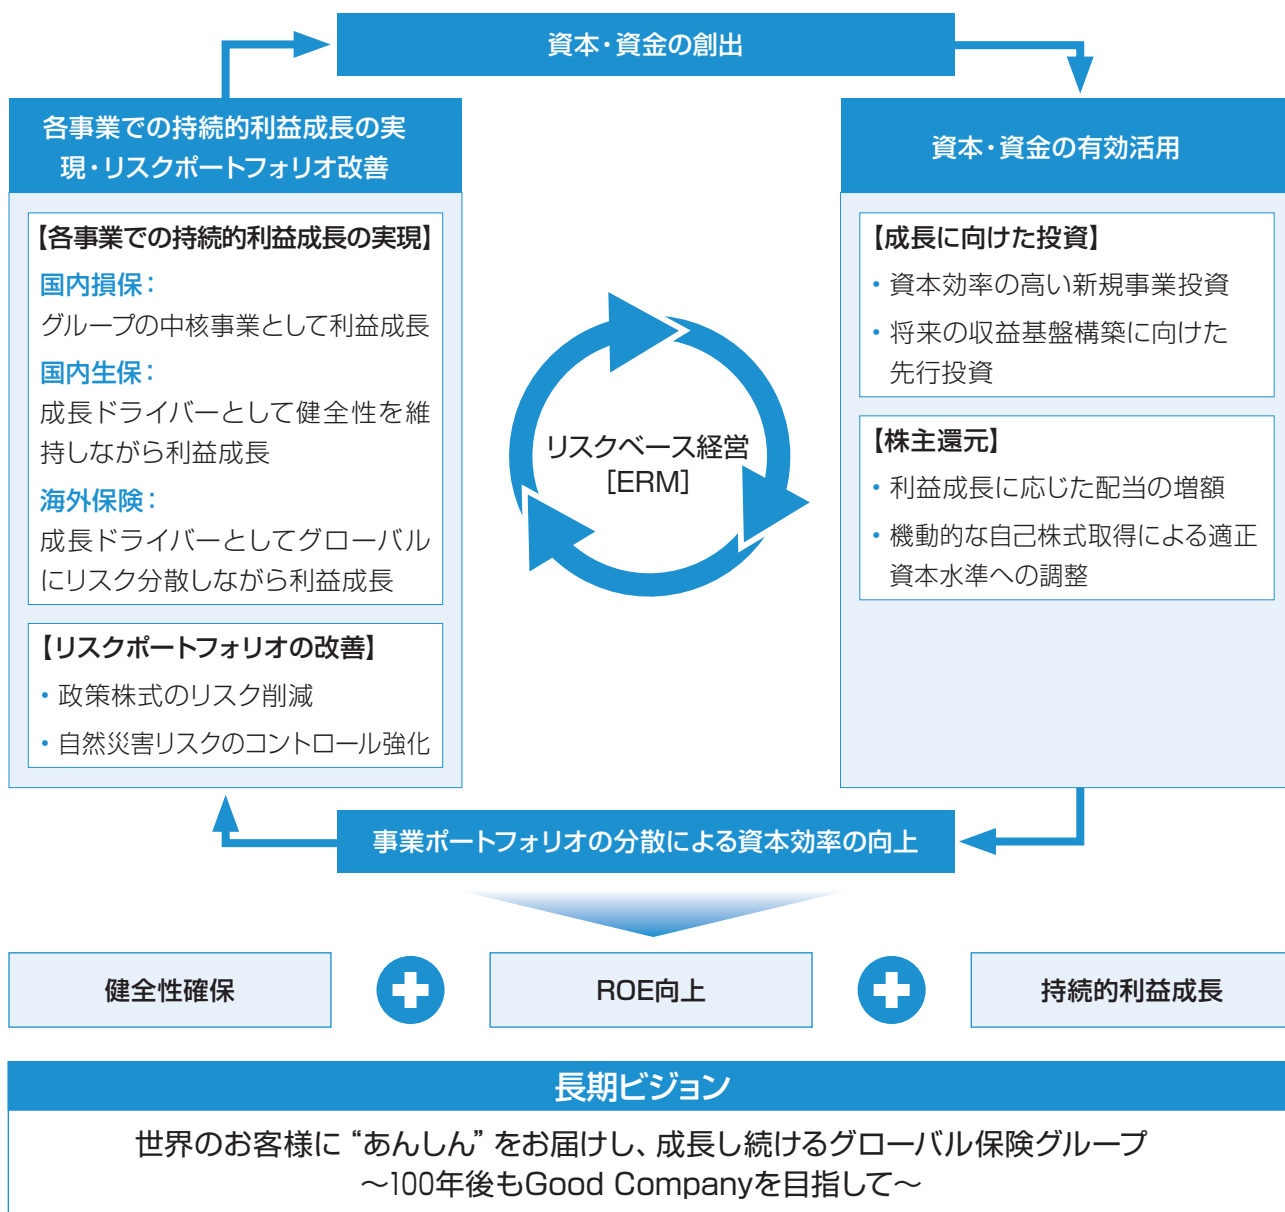 資本・資金の創出
各事業での持続的利益成長の実
現・リスクポートフォリオ改善
【各事業での持続的利益成長の実現】
国内損保：
グループの中核事業として利益成長
国内生保：
成長ドライバーとして健全性を維
持しながら利益成長
海外保険：
成長ドライバーとしてグローバル
にリスク分散しながら利益成長
【リスクポートフォリオの改善】
・政策株式のリスク削減
・自然災害リスクのコントロール強化
リスクベース経営
［ERM］
資本・資金の有効活用
【成長に向けた投資】
・資本効率の高い新規事業投資
・将来の収益基盤構築に向けた
先行投資
【株主還元】
・利益成長に応じた配当の増額
・機動的な自己株式取得による適正
資本水準への調整
事業ポートフォリオの分散による資本効率の向上
健全性確保
ROE向上
持続的利益成長
長期ビジョン
世界のお客様に“あんしん”をお届けし、成長し続けるグローバル保険グループ
～100年後もGood Companyを目指して～